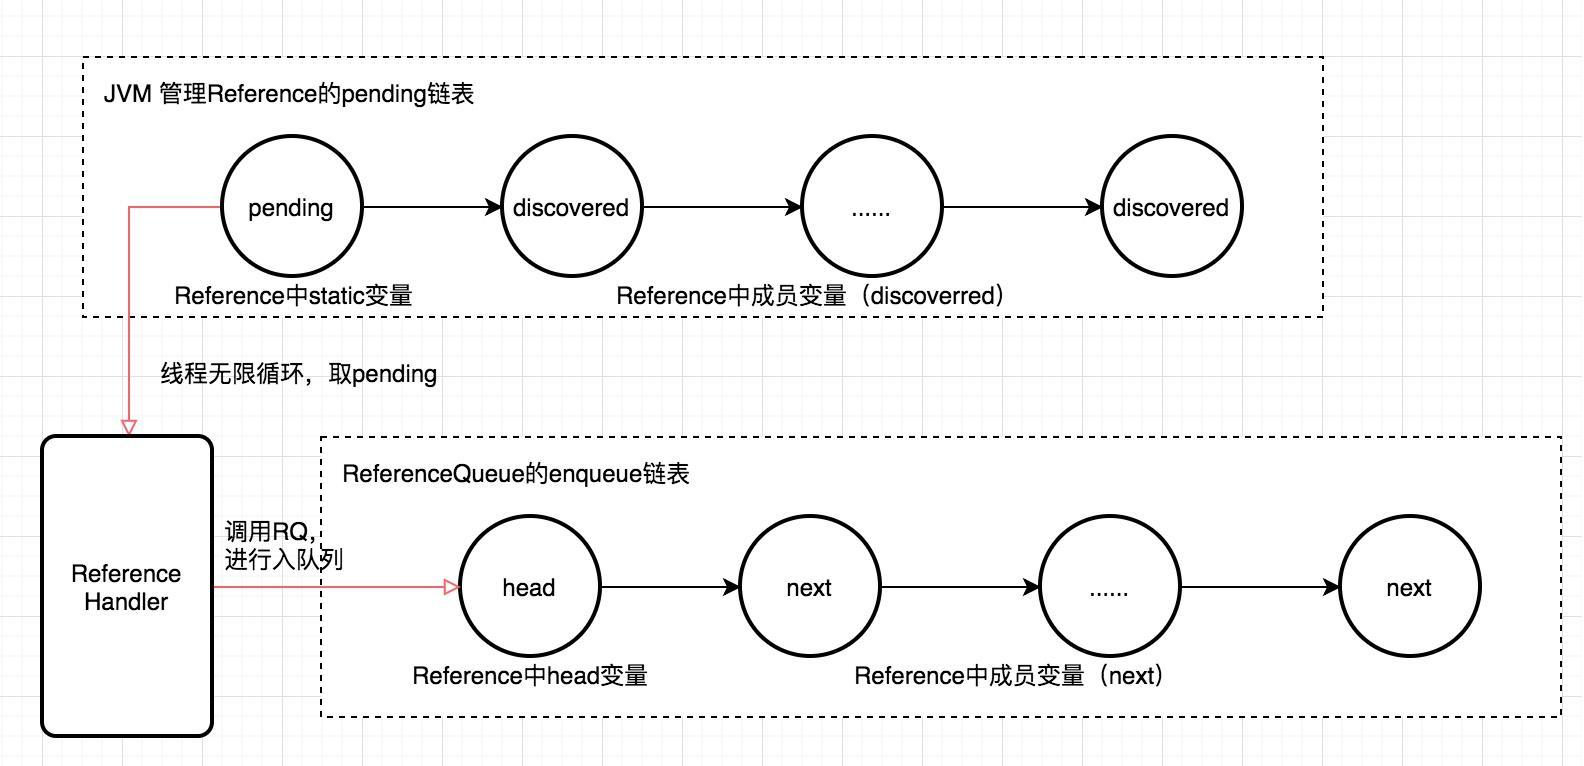 JVM 管理Reference的pending链表
pending
discovered
......
discovered
Reference中static变量
Reference中成员变量（discoverred）
线程无限循环，取pending
ReferenceQueue的enqueue链表
调用RQ，
进行入队列
Reference
Handler
head
next
......
next
Reference中head变量
Reference中成员变量（next）